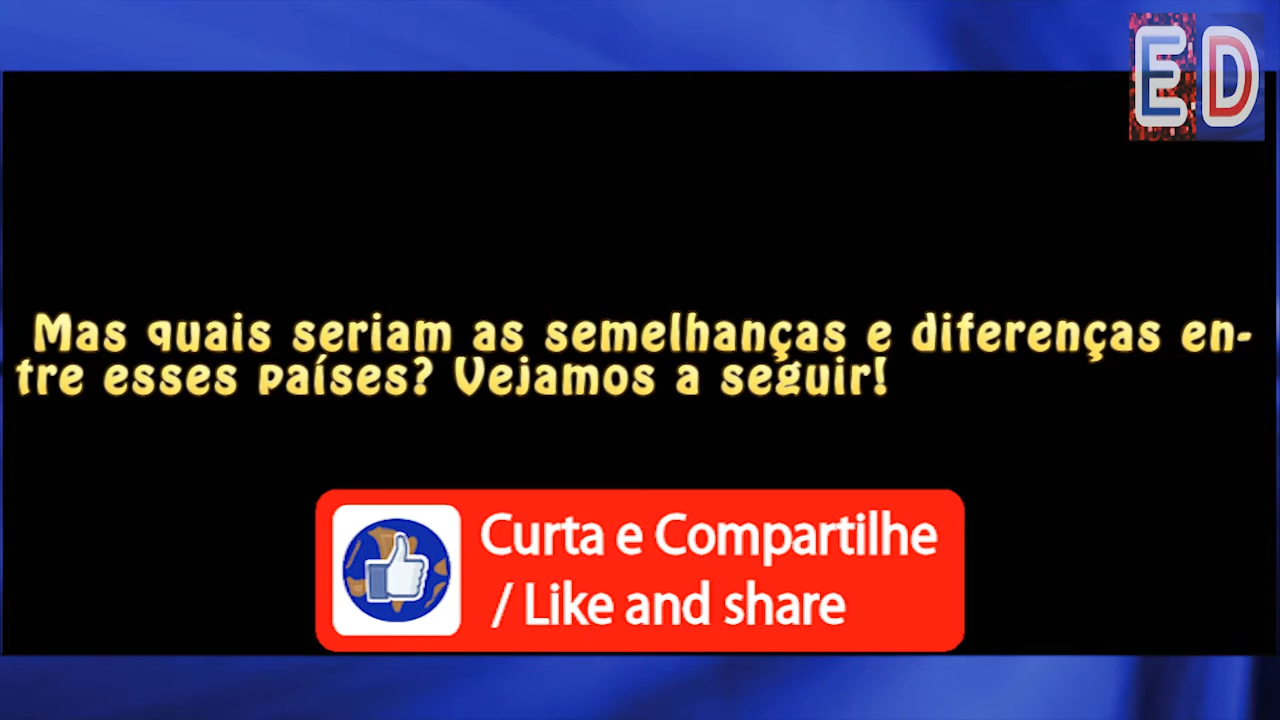 ED
Mas quais seriam as semelhanças e diferenças en-
tre esses países? Vejamos a seguir!
Curta e Compartilhe
/ Like and share